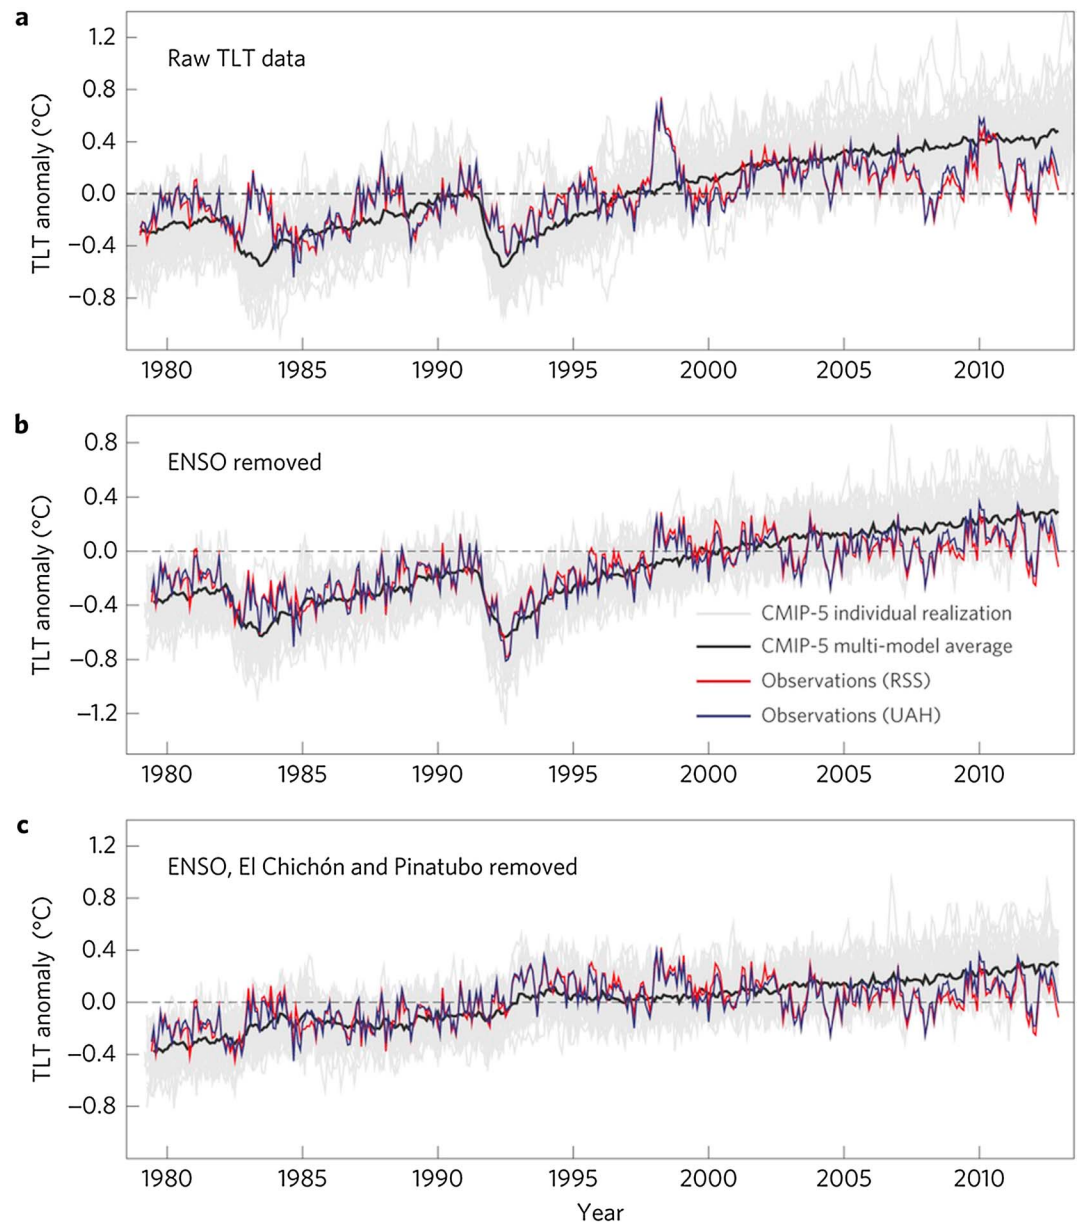 a
Raw TLT data
TLT anomaly (°C)
1.2
0.8
0.4
0.0
−0.4
−0.8
1980 1985 1990 1995 2000 2005 2010
b
ENSO removed
TLT anomaly (°C)
0.8
0.4
0.0
−0.4
−0.8
−1.2
CMIP-5 individual realization
CMIP-5 multi-model average
Observations (RSS)
Observations (UAH)
1980 1985 1990 1995 2000 2005 2010
c
ENSO, El Chichón and Pinatubo removed
TLT anomaly (°C)
1.2
0.8
0.4
0.0
−0.4
−0.8
1980 1985 1990 1995 2000 2005 2010
Year